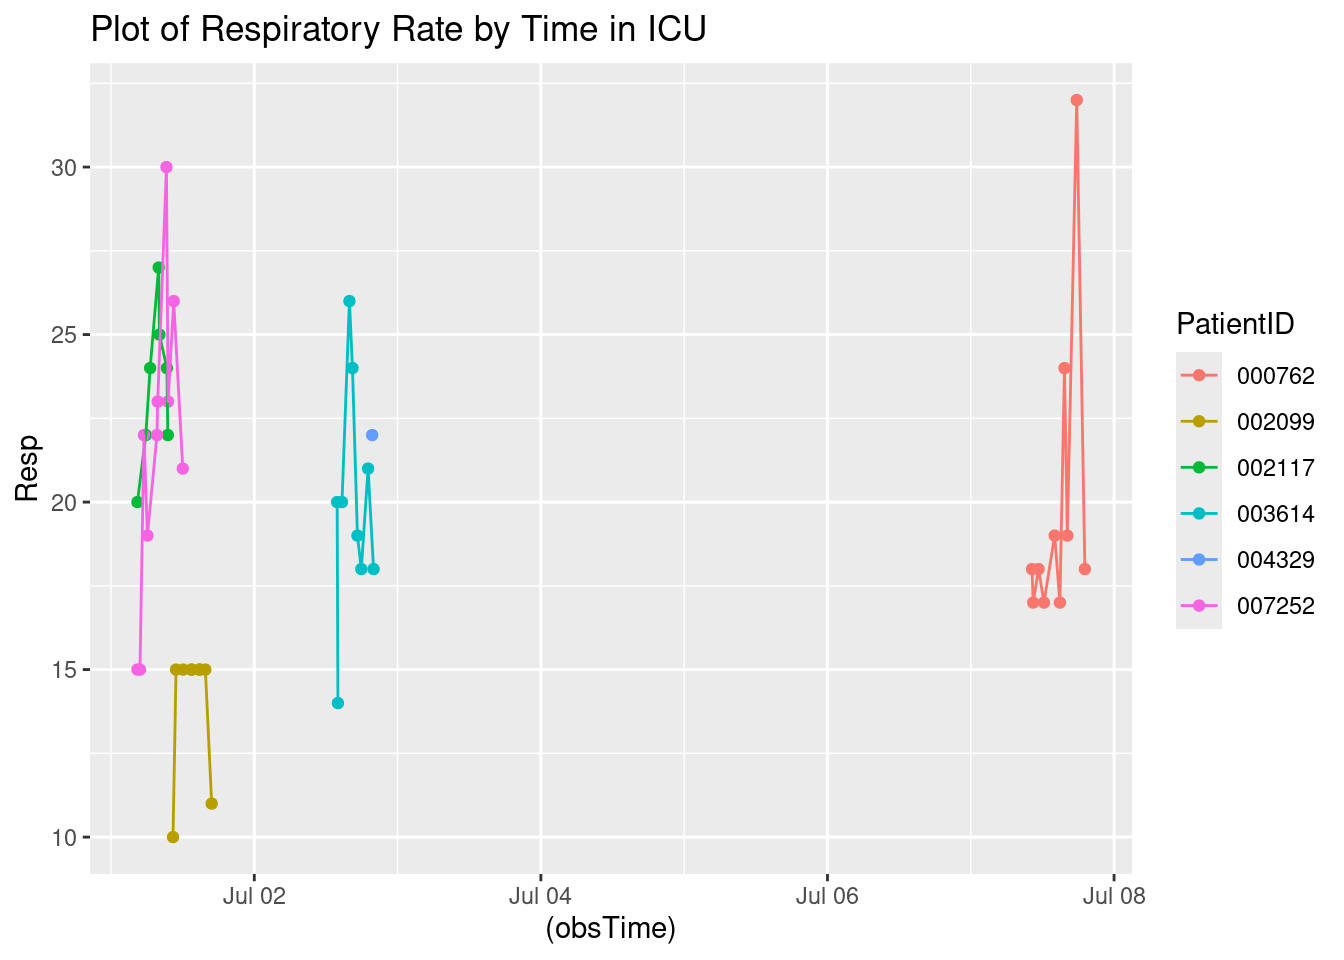 Plot of Respiratory Rate by Time in ICU
Resp
30
25
20
15
10
Jul 02
Jul 04
Jul 06
Jul 08
(obsTime)
PatientID
000762
002099
002117
003614
004329
007252